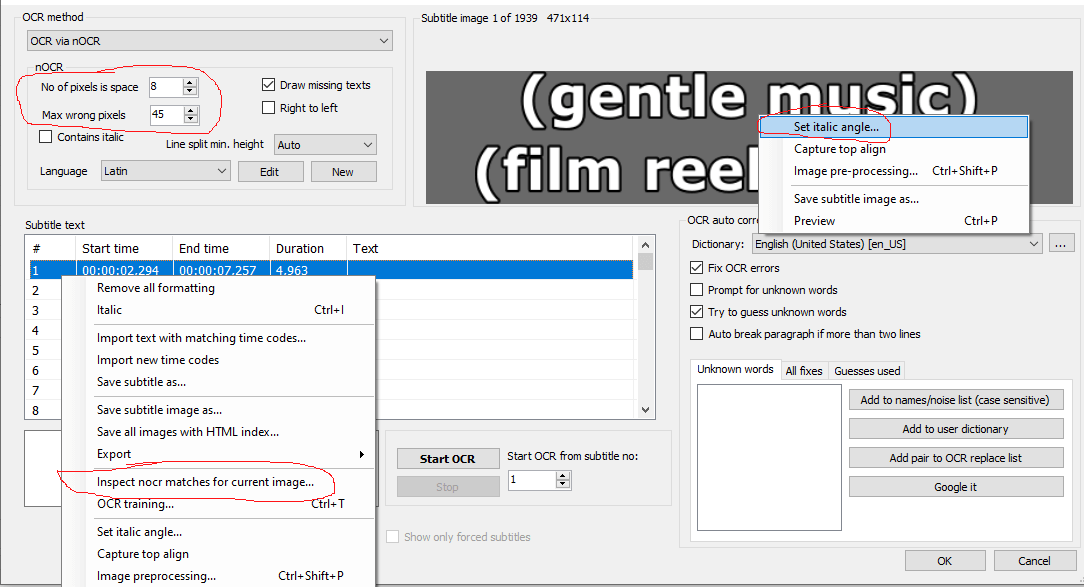 OCR method
OCR via nOCR
nOCR
No of pixels is space 8
Max wrong pixels 45
Draw missing texts
Right to left
Contains italic
Line split min. height Auto
Language Latin Edit New
Subtitle image 1 of 1939 471x114
(gentle music)
(film reel
Set italic angle...
Capture top align
Image pre-processing... Ctrl+Shift+P
Save subtitle image as...
Preview Ctrl+P
Subtitle text
# Start time End time Duration Text
1 00:00:02.294 00:00:07.257 4.963
2
3
4
5
6
7
8
Remove all formatting
Italic Ctrl+I
Import text with matching time codes...
Import new time codes
Save subtitle as...
Save subtitle image as...
Save all images with HTML index...
Export
Inspect nocr matches for current image...
OCR training... Ctrl+T
Set italic angle...
Capture top align
Image preprocessing... Ctrl+Shift+P
Start OCR
Stop
Start OCR from subtitle no:
1
Show only forced subtitles
OCR auto corre
Dictionary: English (United States) [en_US] ...
Fix OCR errors
Prompt for unknown words
Try to guess unknown words
Auto break paragraph if more than two lines
Unknown words All fixes Guesses used
Add to names/noise list (case sensitive)
Add to user dictionary
Add pair to OCR replace list
Google it
OK Cancel